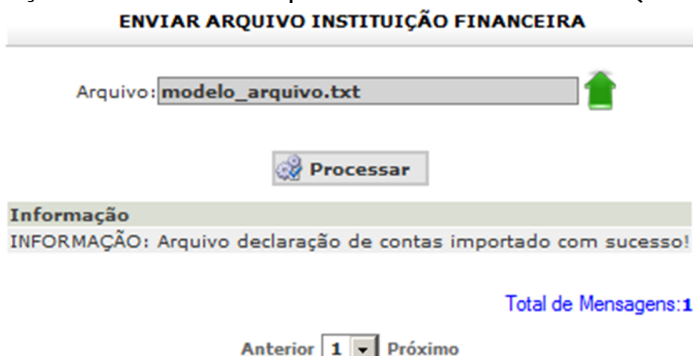 ENVIAR ARQUIVO INSTITUIÇÃO FINANCEIRA
Arquivo: modelo_arquivo.txt
Processar
Informação
INFORMAÇÃO: Arquivo declaração de contas importado com sucesso!
Total de Mensagens:1
Anterior 1 Próximo